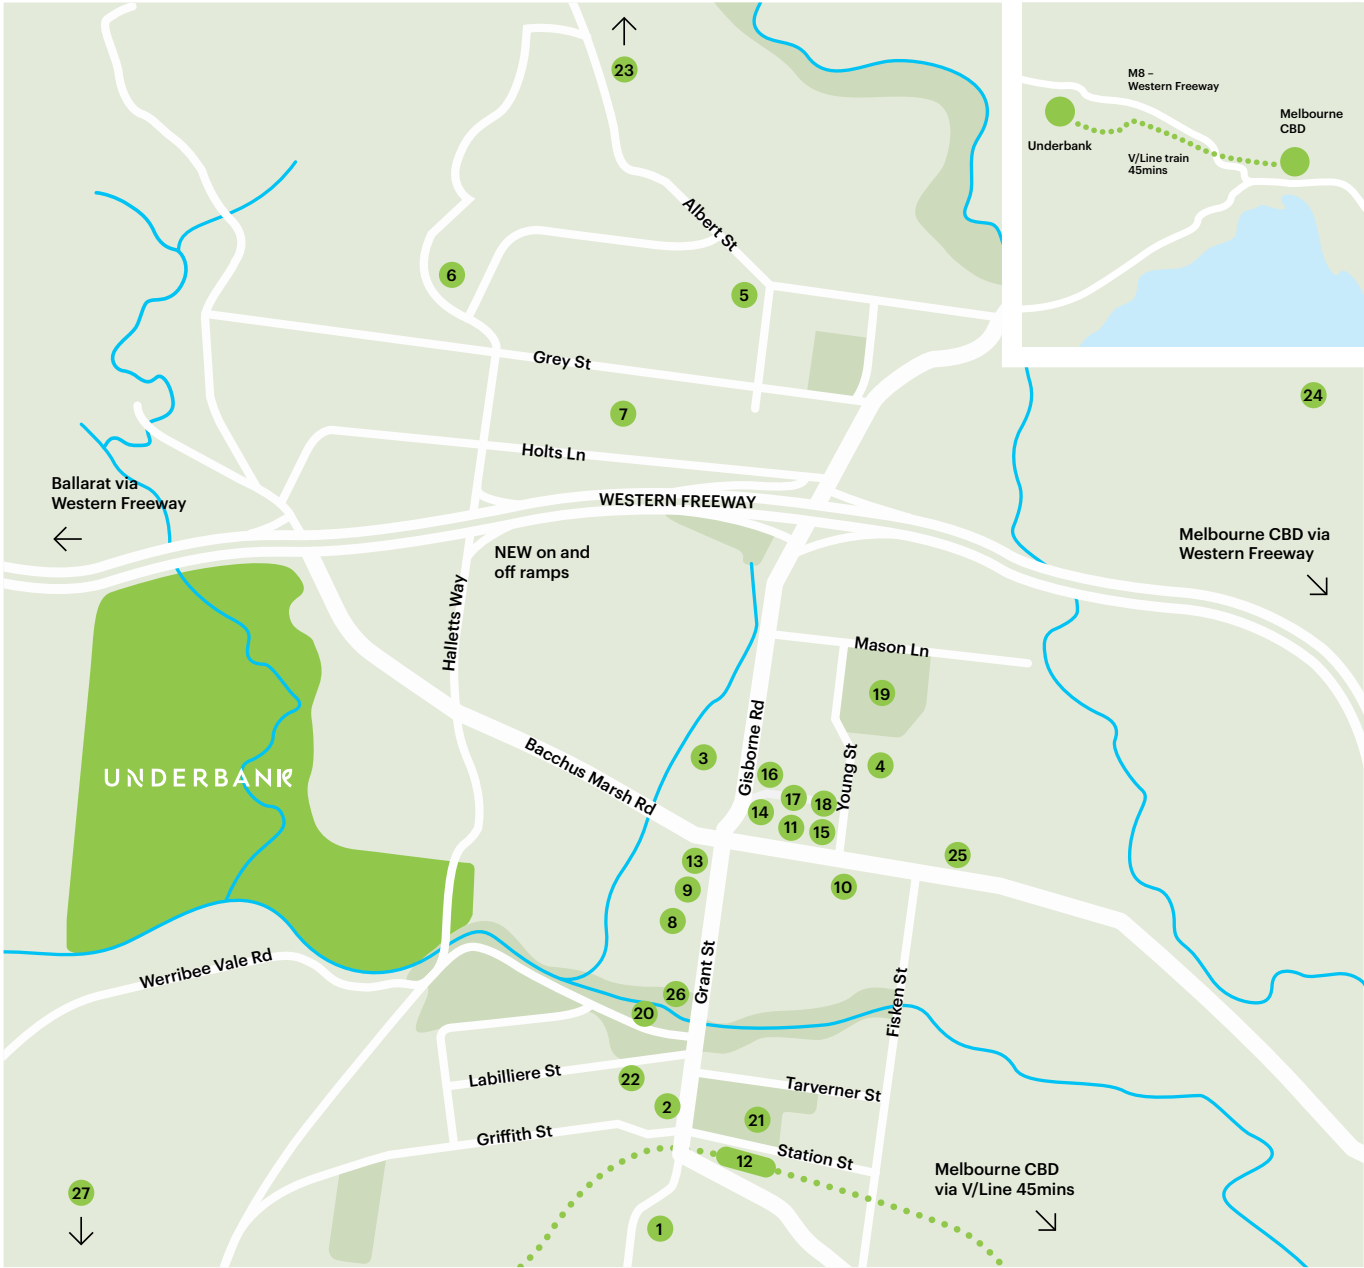 23
M8 –
Western Freeway
Melbourne
CBD
Underbank
V/Line train
45mins
Albert St
6
5
Grey St
7
24
Holts Ln
Ballarat via
Western Freeway
WESTERN FREEWAY
Melbourne CBD via
Western Freeway
NEW on and
off ramps
Halletts Way
Mason Ln
19
Gisborne Rd
Bacchus Marsh Rd
3
4
16
Young St
UNDERBANK
17
18
14
11
15
13
25
9
10
8
Grant St
Werribee Vale Rd
Fisken St
26
20
Labilliere St
22
Tarverner St
2
21
Griffith St
Station St
12
Melbourne CBD
via V/Line 45mins
27
1